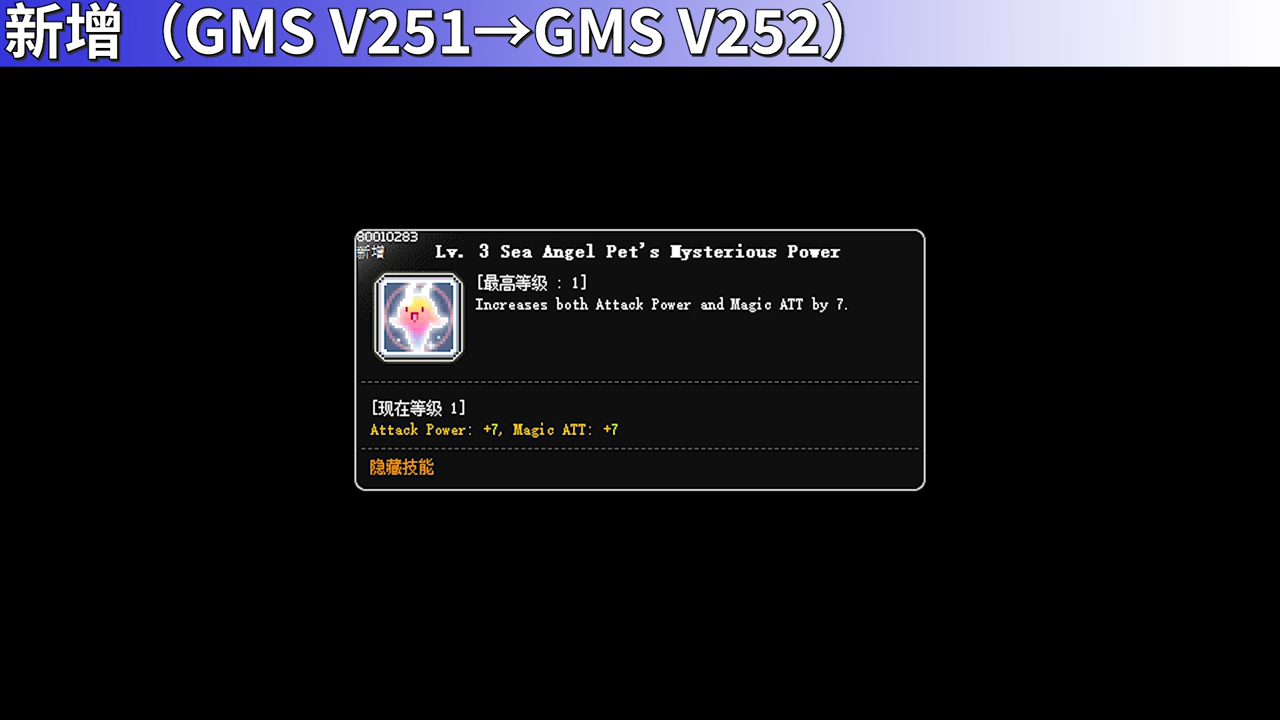 新增（GMS V251→GMS V252）
80010283
新增
Lv. 3 Sea Angel Pet's Mysterious Power
[最高等级 : 1]
Increases both Attack Power and Magic ATT by 7.
[现在等级 1]
Attack Power: +7, Magic ATT: +7
隐藏技能